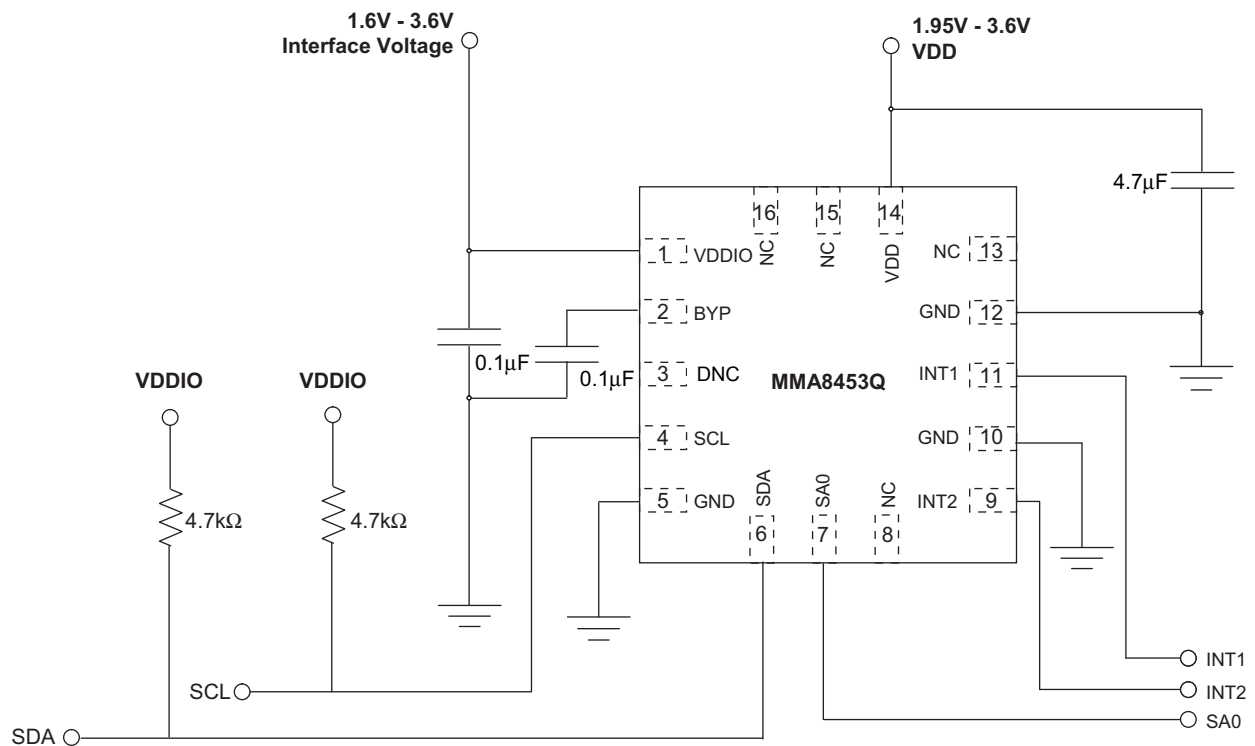 1.6V - 3.6V
Interface Voltage
1.95V - 3.6V
VDD
4.7μF
16
15
14
NC
NC
VDD
1
VDDIO
NC
13
2
BYP
GND
12
0.1μF
0.1μF
3
DNC
MMA8453Q
INT1
11
VDDIO
VDDIO
4
SCL
GND
10
5
GND
SDA
SA0
NC
INT2
9
6
7
8
4.7kΩ
4.7kΩ
INT1
SCL
INT2
SA0
SDA